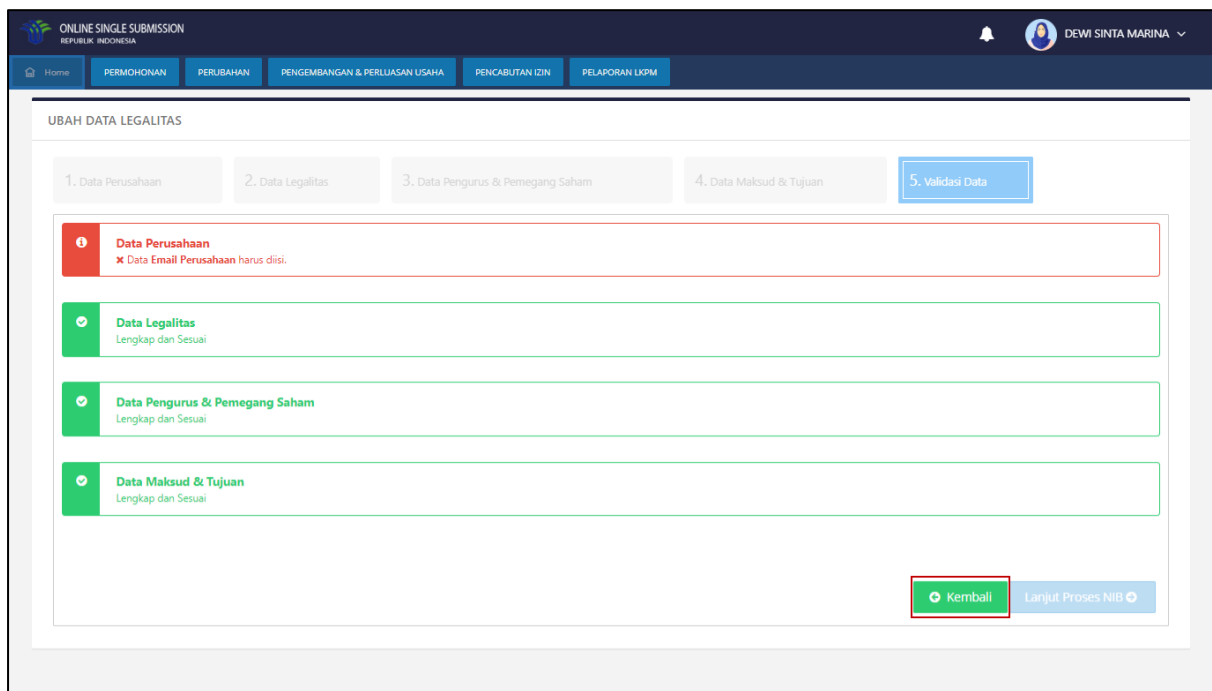 ONLINE SINGLE SUBMISSION
REPUBLIK INDONESIA
DEWI SINTA MARINA
Home PERMOHONAN PERUBAHAN PENGEMBANGAN & PERLUASAN USAHA PENCABUTAN IZIN PELAPORAN LKPM
UBAH DATA LEGALITAS
1. Data Perusahaan 2. Data Legalitas 3. Data Pengurus & Pemegang Saham 4. Data Maksud & Tujuan 5. Validasi Data
Data Perusahaan
✖ Data Email Perusahaan harus diisi.
Data Legalitas
Lengkap dan Sesuai
Data Pengurus & Pemegang Saham
Lengkap dan Sesuai
Data Maksud & Tujuan
Lengkap dan Sesuai
Kembali Lanjut Proses NIB